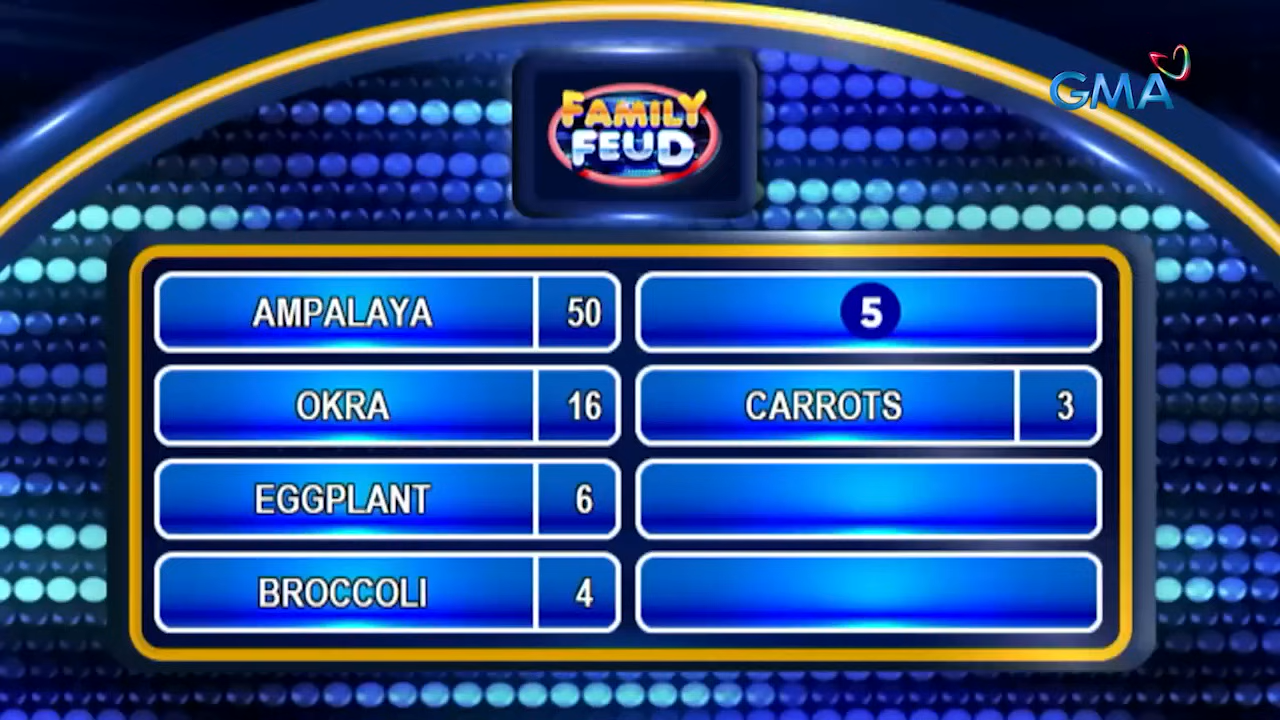 GMA
FAMILY
FEUD
AMPALAYA 50
OKRA 16
EGGPLANT 6
BROCCOLI 4
5
CARROTS 3